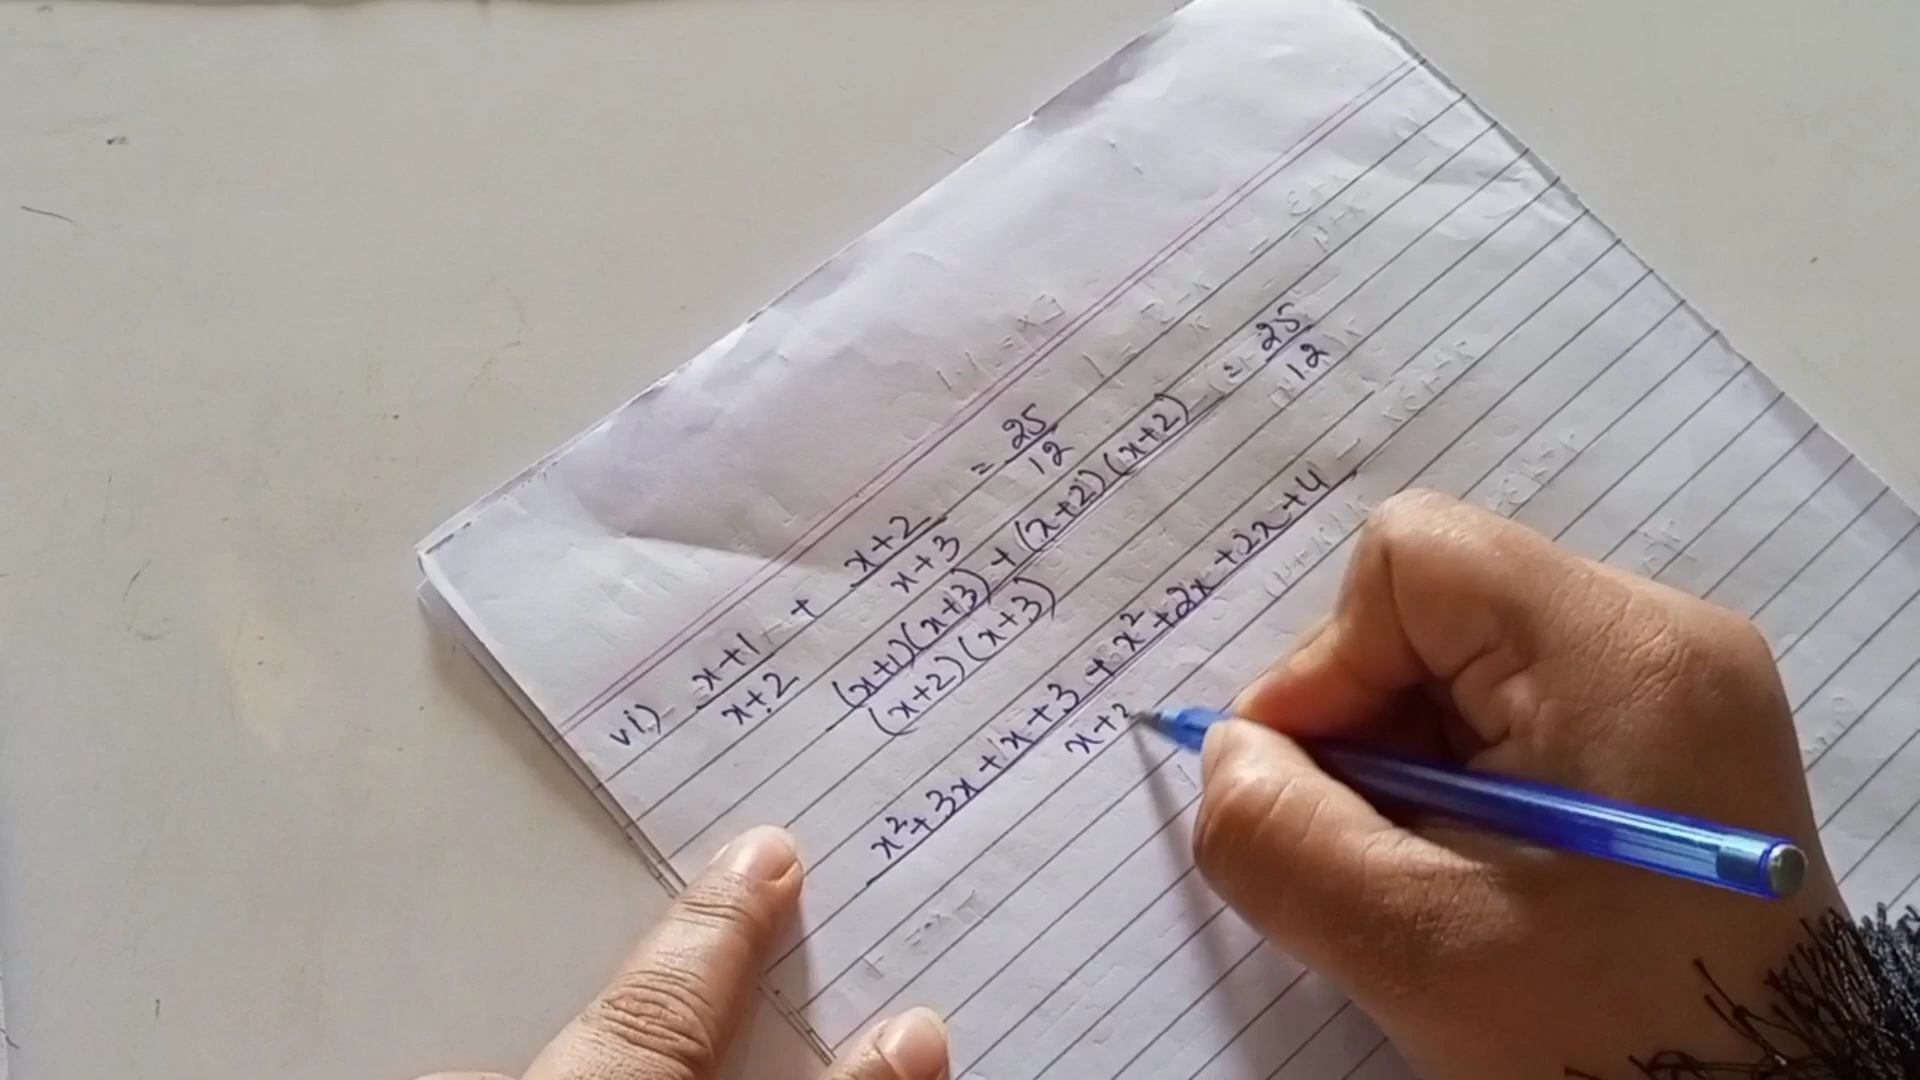 vi) x+1/x+2 + x+2/x+3 = 25/12
(x+1)(x+3) + (x+2)(x+2)/(x+2)(x+3) = 25/12
x²+3x+1x+3+x²+2x+2x+4/x+2